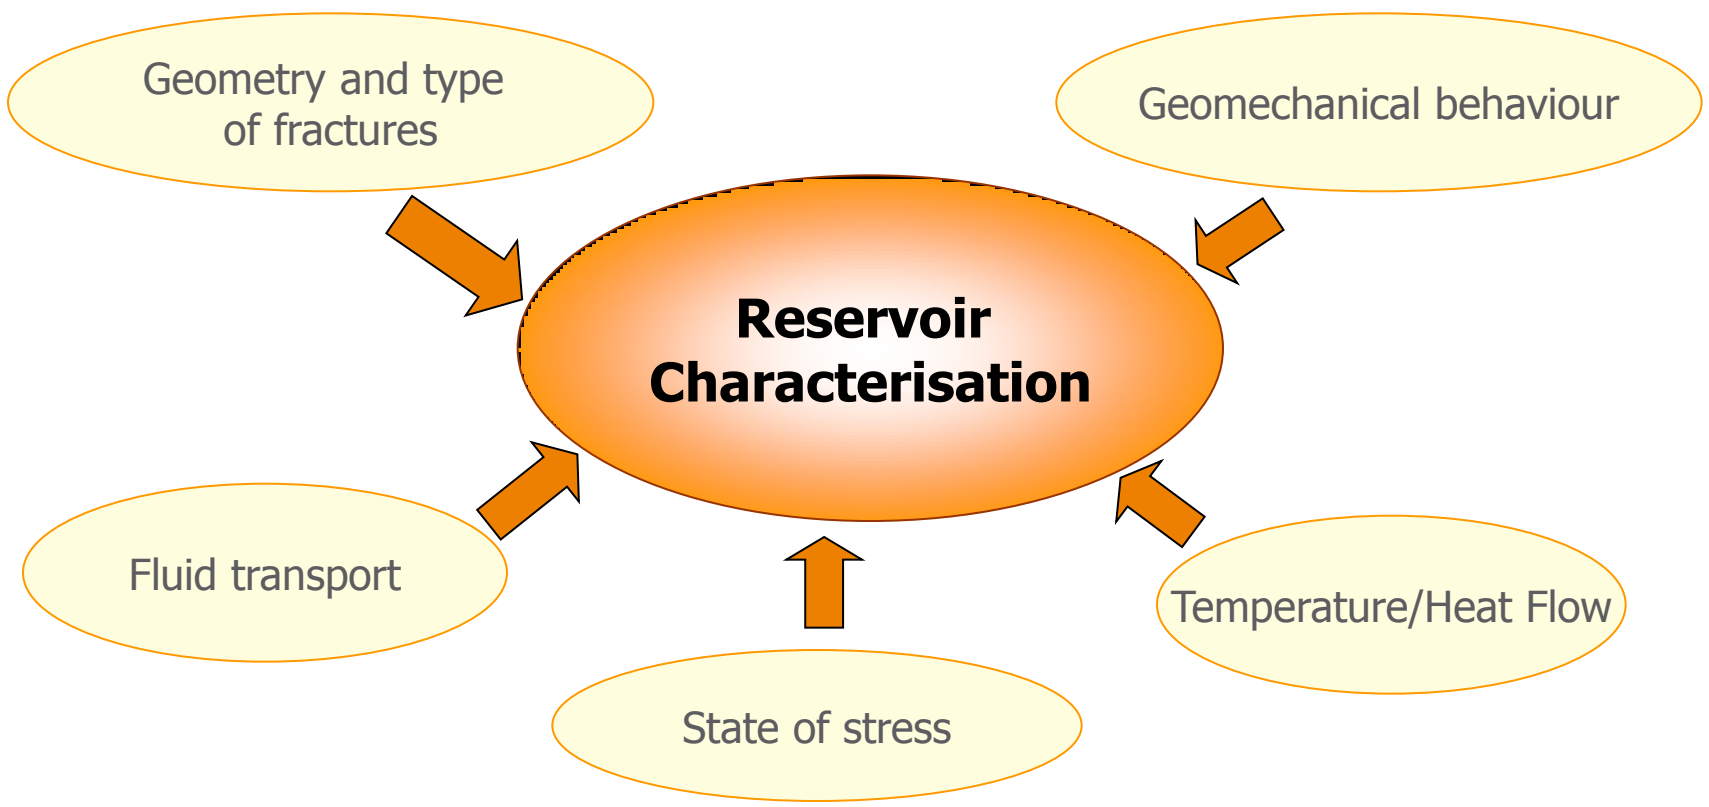 Geometry and type
of fractures
Geomechanical behaviour
Reservoir
Characterisation
Fluid transport
Temperature/Heat Flow
State of stress